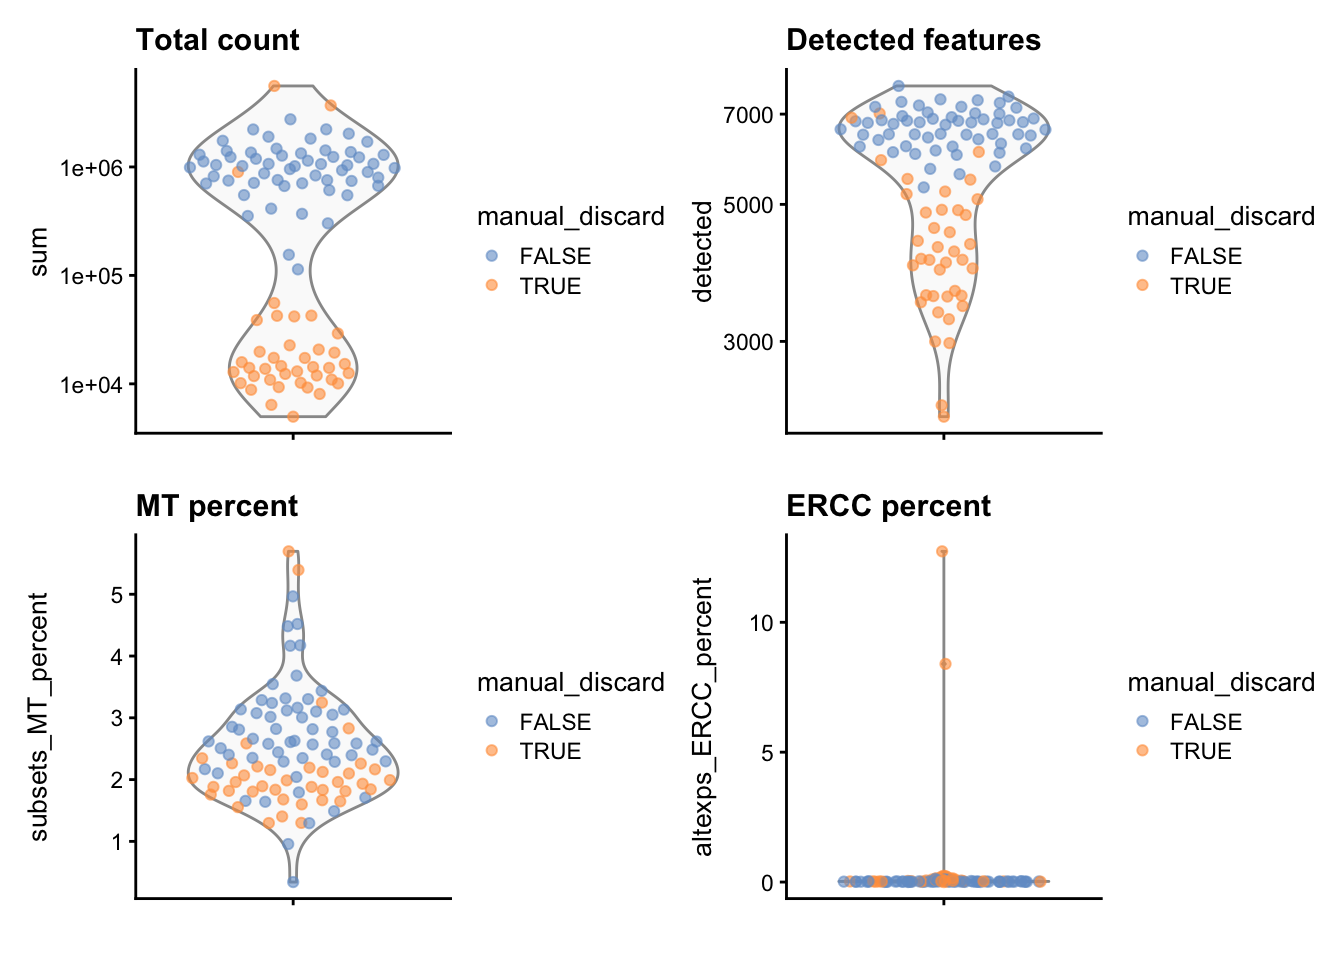 Total count
sum
1e+06
1e+05
1e+04
manual_discard
FALSE
TRUE
Detected features
detected
7000
5000
3000
manual_discard
FALSE
TRUE
MT percent
subsets_MT_percent
5
4
3
2
1
manual_discard
FALSE
TRUE
ERCC percent
altexps_ERCC_percent
10
5
0
manual_discard
FALSE
TRUE